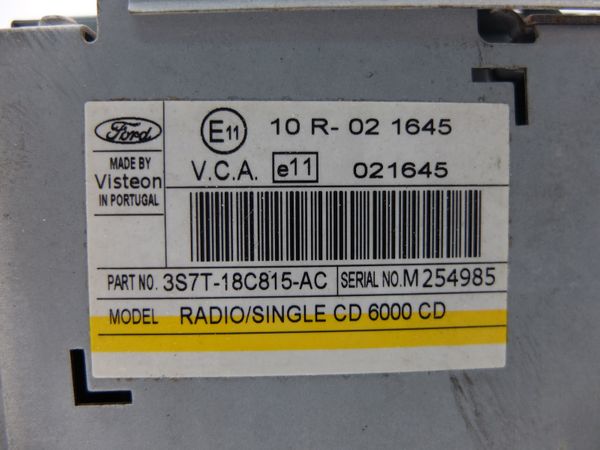 Ford
MADE BY
Visteon
IN PORTUGAL
E11 10 R- 02 1645
V.C.A. e11 021645
PART NO. 3S7T-18C815-AC SERIAL NO. M254985
MODEL RADIO/SINGLE CD 6000 CD